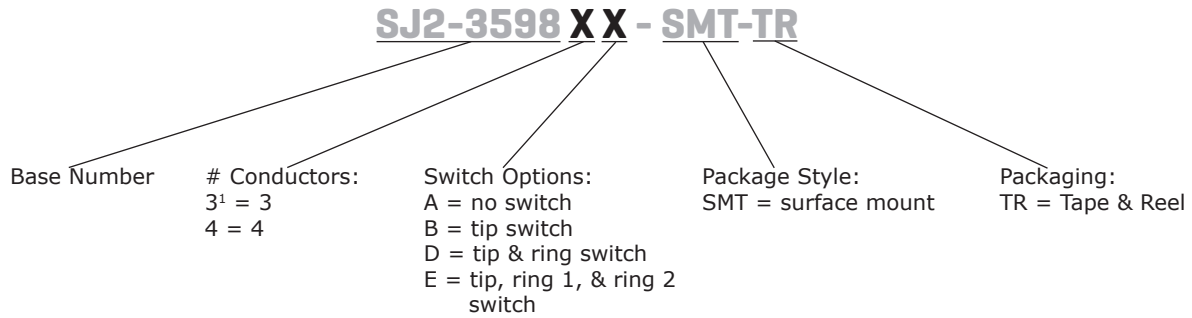 SJ2-3598 X X - SMT-TR
Base Number
# Conductors:
3¹ = 3
4 = 4
Switch Options:
A = no switch
B = tip switch
D = tip & ring switch
E = tip, ring 1, & ring 2
switch
Package Style:
SMT = surface mount
Packaging:
TR = Tape & Reel